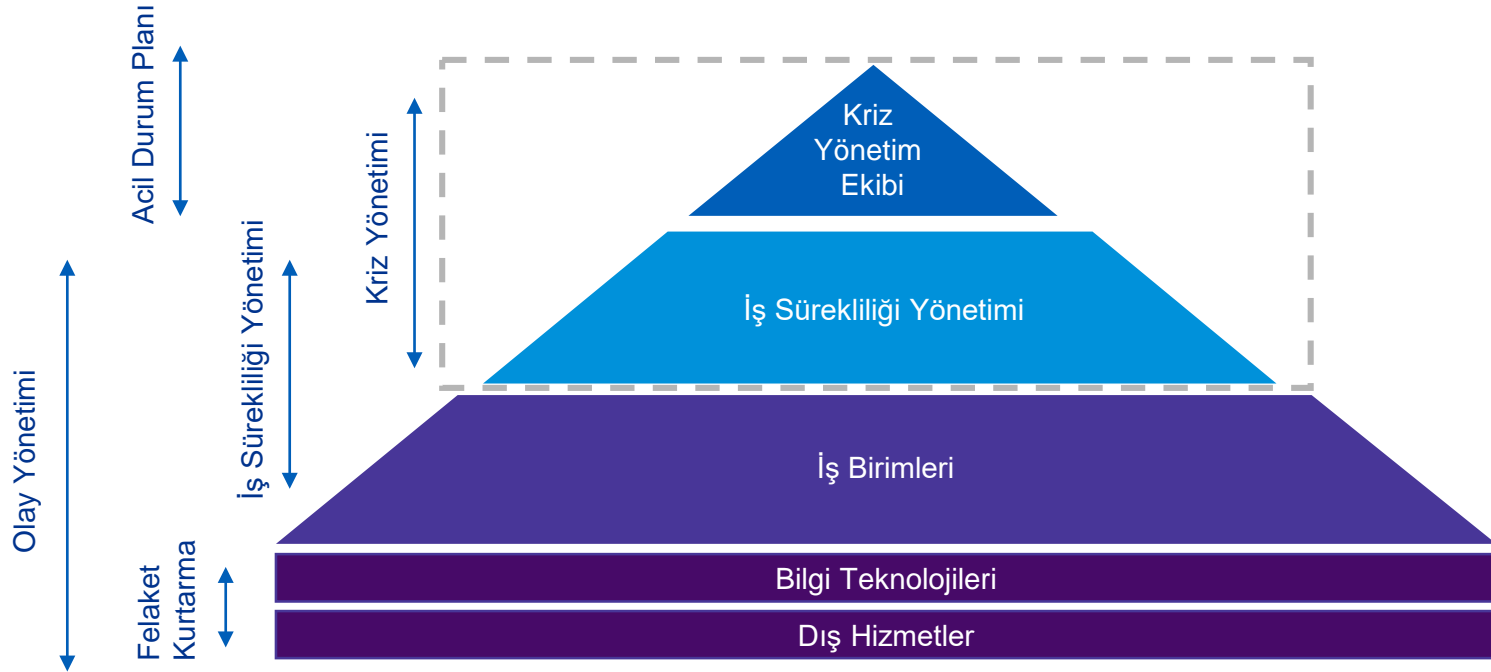 Acil Durum Planı
Kriz Yönetimi
İş Sürekliliği Yönetimi
Olay Yönetimi
Felaket
Kurtarma
Kriz
Yönetim
Ekibi
İş Sürekliliği Yönetimi
İş Birimleri
Bilgi Teknolojileri
Dış Hizmetler